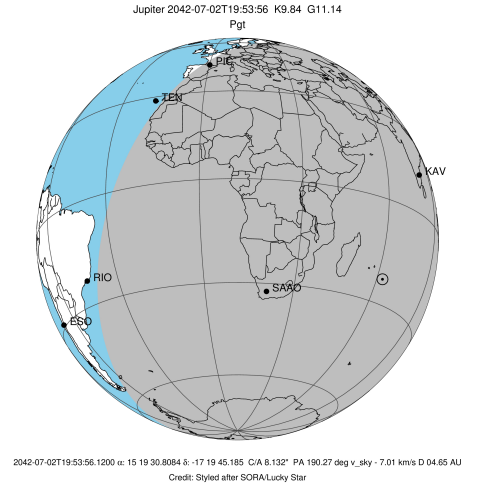 Jupiter 2042-07-02T19:53:56 K9.84 G11.14
Pgt
PIC
TEN
KAV
RIO
SAAO
ESO
2042-07-02T19:53:56.1200 α: 15 19 30.8084 δ: -17 19 45.185 C/A 8.132" PA 190.27 deg v_sky - 7.01 km/s D 04.65 AU
Credit: Styled after SORA/Lucky Star